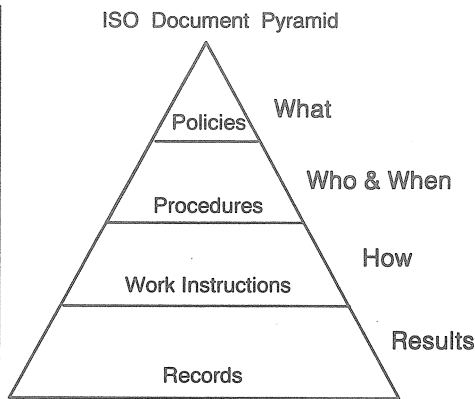 ISO Document Pyramid
Policies
What
Procedures
Who & When
Work Instructions
How
Records
Results